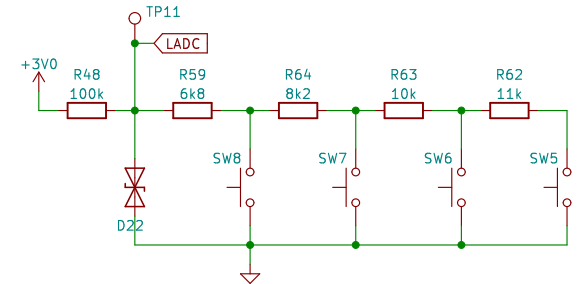 TP11
LADC
+3V0
R48 R59 R64 R63 R62
100k 6k8 8k2 10k 11k
SW8 SW7 SW6 SW5
D22